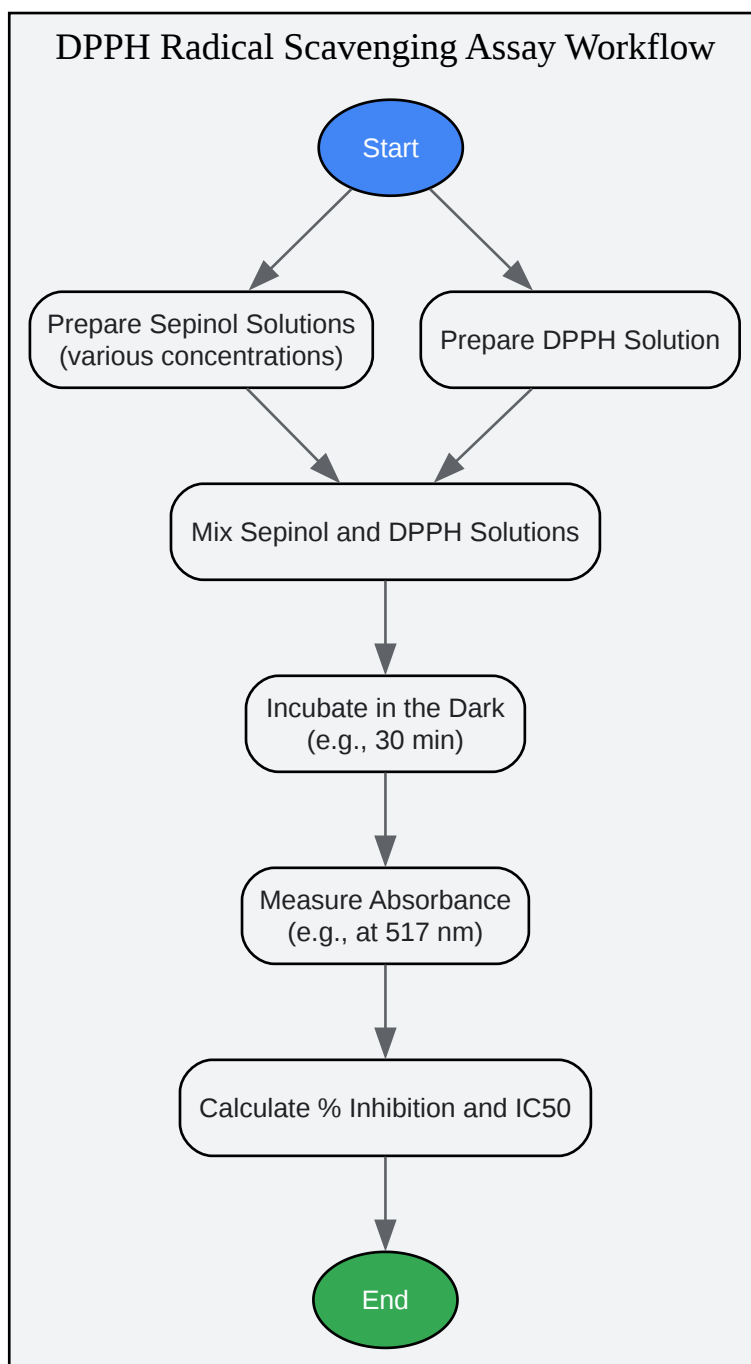 DPPH Radical Scavenging Assay Workflow
Start
Prepare Sepinol Solutions
(various concentrations)
Prepare DPPH Solution
Mix Sepinol and DPPH Solutions
Incubate in the Dark
(e.g., 30 min)
Measure Absorbance
(e.g., at 517 nm)
Calculate % Inhibition and IC50
End